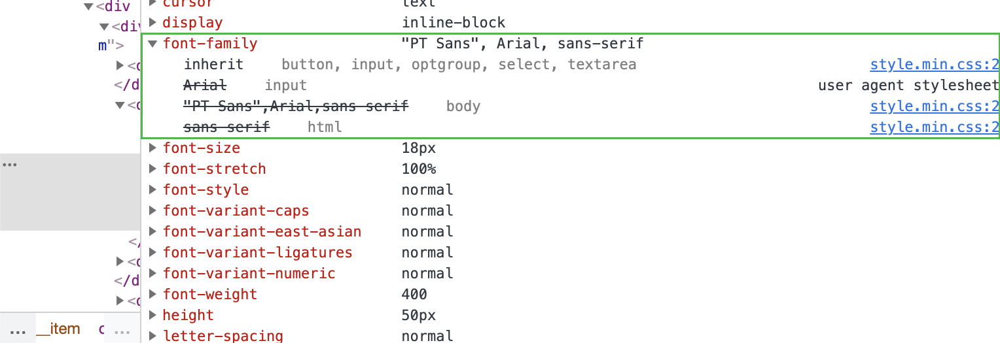 <div
cursor text
<div
display inline-block
m">
font-family "PT Sans", Arial, sans-serif
inherit button, input, optgroup, select, textarea style.min.css:2
</d
Arial input user agent stylesheet
"PT Sans",Arial,sans-serif body style.min.css:2
sans-serif html style.min.css:2
font-size 18px
...
font-stretch 100%
font-style normal
font-variant-caps normal
font-variant-east-asian normal
</
font-variant-ligatures normal
font-variant-numeric normal
</d
font-weight 400
height 50px
... __item ...
letter-spacing normal